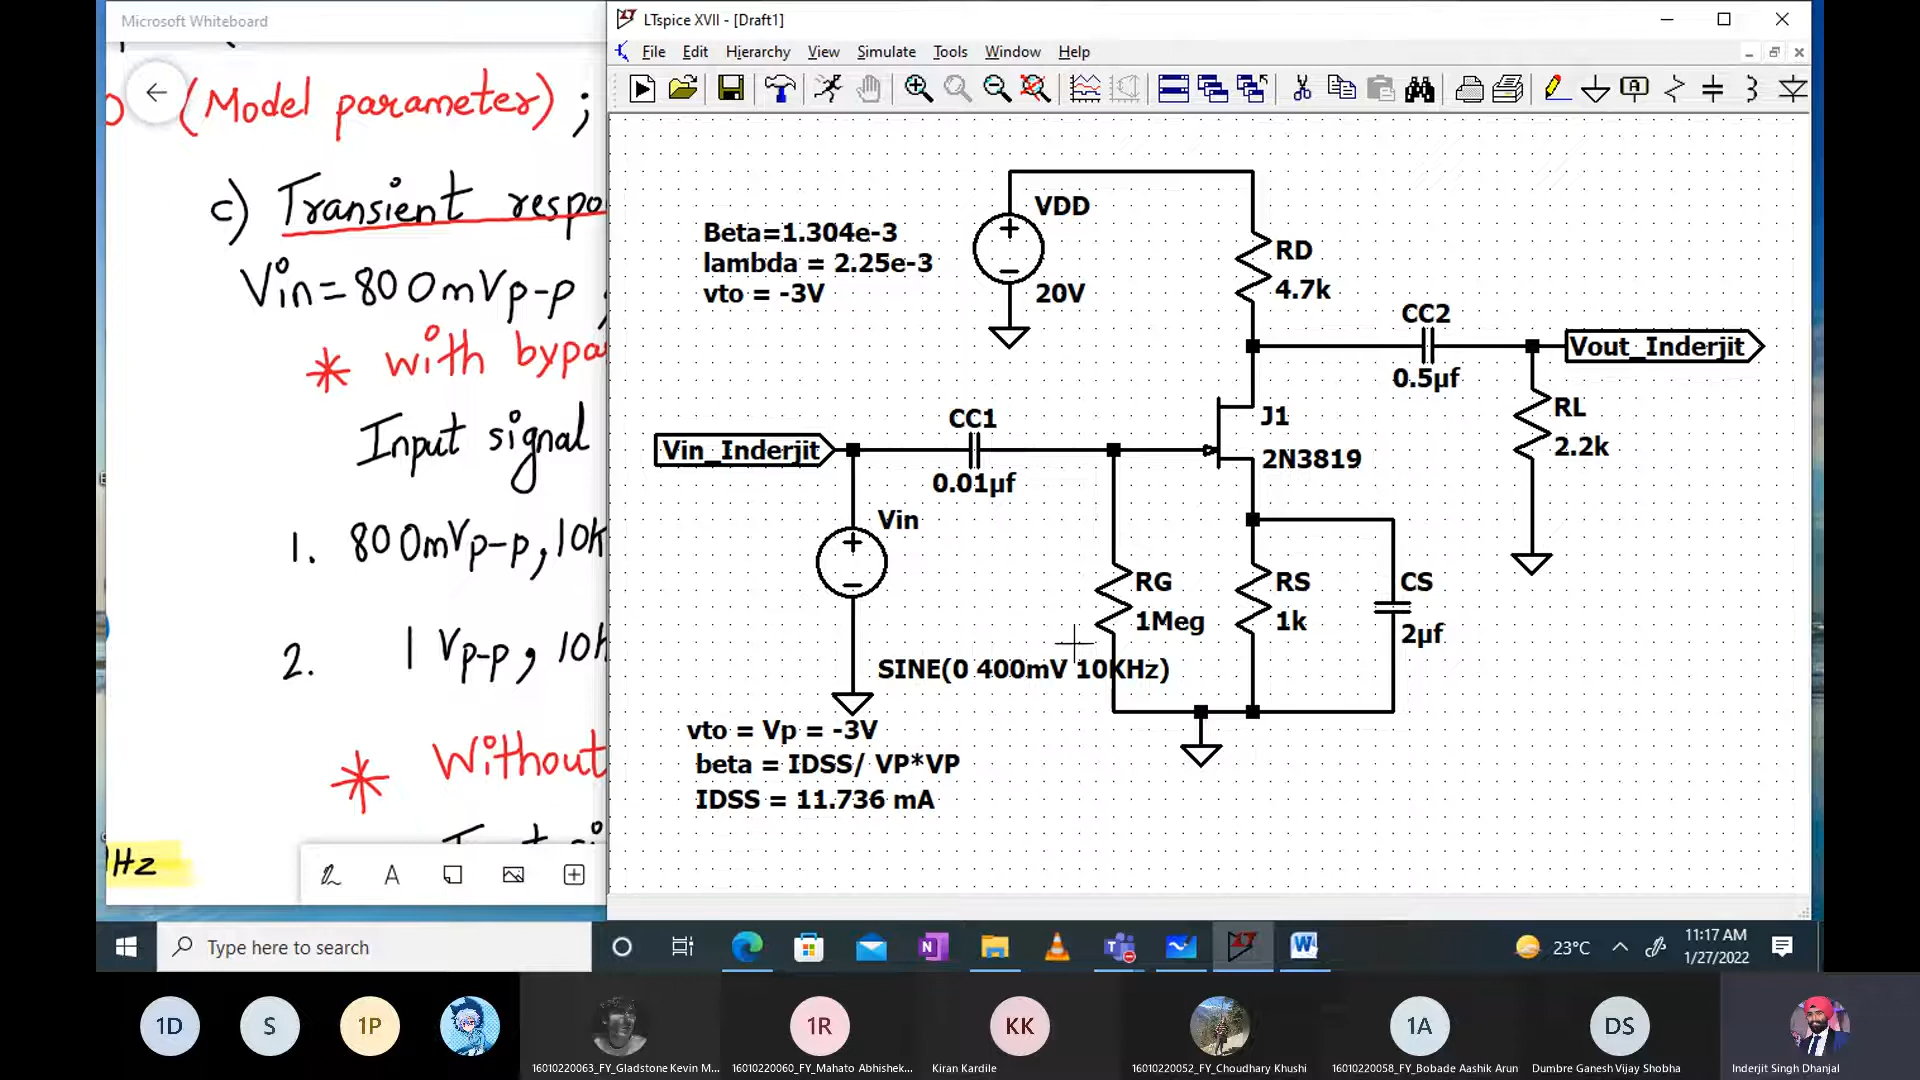 Microsoft Whiteboard
(Model parameter) ;
c) Transient respo
Vin=800mVp-p ,
* with bypa
Input signal
1. 800mVp-p, 10K
2. 1 Vp-p, 10K
* Without
Hz
LTspice XVII - [Draft1]
File Edit Hierarchy View Simulate Tools Window Help
Beta=1.304e-3
lambda = 2.25e-3
vto = -3V
VDD
20V
RD
4.7k
CC2
0.5µf
Vout_Inderjit
RL
2.2k
J1
2N3819
CC1
0.01µf
Vin_Inderjit
Vin
SINE(0 400mV 10KHz)
RG
1Meg
RS
1k
CS
2µf
vto = Vp = -3V
beta = IDSS/ VP*VP
IDSS = 11.736 mA
Type here to search
23°C
11:17 AM
1/27/2022
1D
S
1P
1R
KK
1A
DS
16010220063_FY_Gladstone Kevin M...
16010220060_FY_Mahato Abhishek...
Kiran Kardile
16010220052_FY_Choudhary Khushi
16010220058_FY_Bobade Aashik Arun
Dumbre Ganesh Vijay Shobha
Inderjit Singh Dhanjal